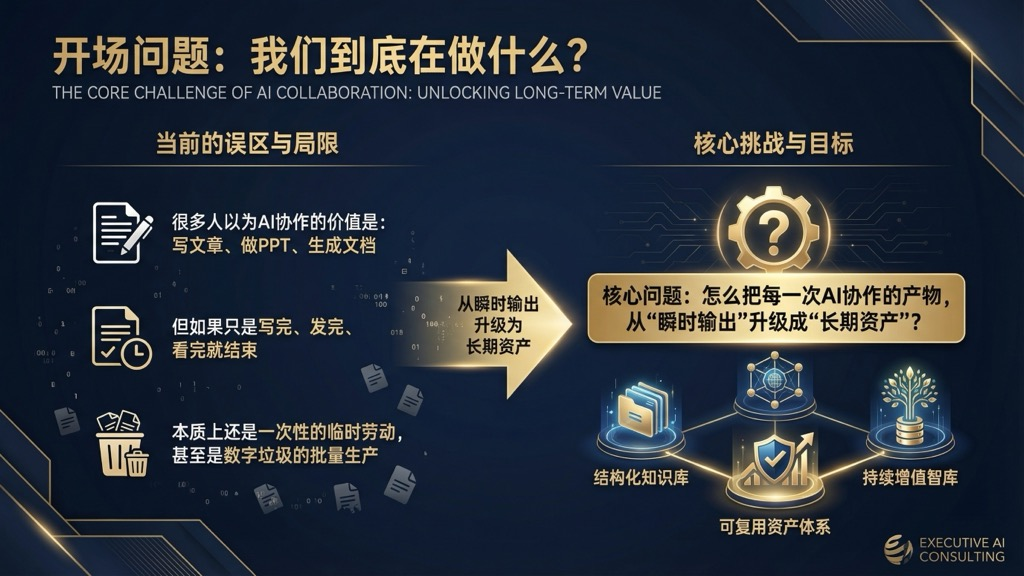 开场问题：我们到底在做什么？
THE CORE CHALLENGE OF AI COLLABORATION: UNLOCKING LONG-TERM VALUE
当前的误区与局限
很多人以为AI协作的价值是：
写文章、做PPT、生成文档
但如果只是写完、发完、
看完就结束
本质上还是一次性的临时劳动，
甚至是数字垃圾的批量生产
从瞬时输出
升级为
长期资产
核心挑战与目标
?
核心问题：怎么把每一次AI协作的产物，
从“瞬时输出”升级成“长期资产”？
结构化知识库
可复用资产体系
持续增值智库
EXECUTIVE AI
CONSULTING